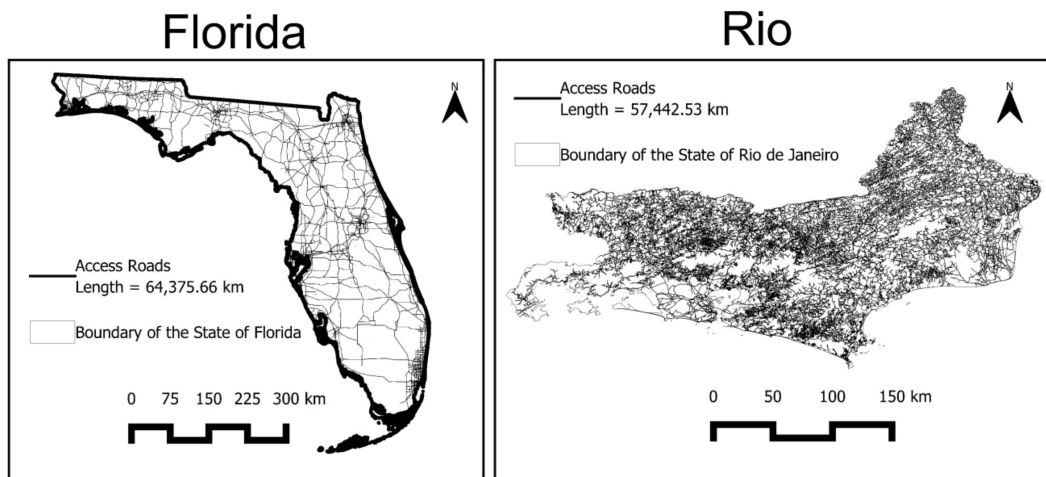 Florida
N
Access Roads
Length = 64,375.66 km
Boundary of the State of Florida
0 75 150 225 300 km
Rio
Access Roads
Length = 57,442.53 km
N
Boundary of the State of Rio de Janeiro
0 50 100 150 km